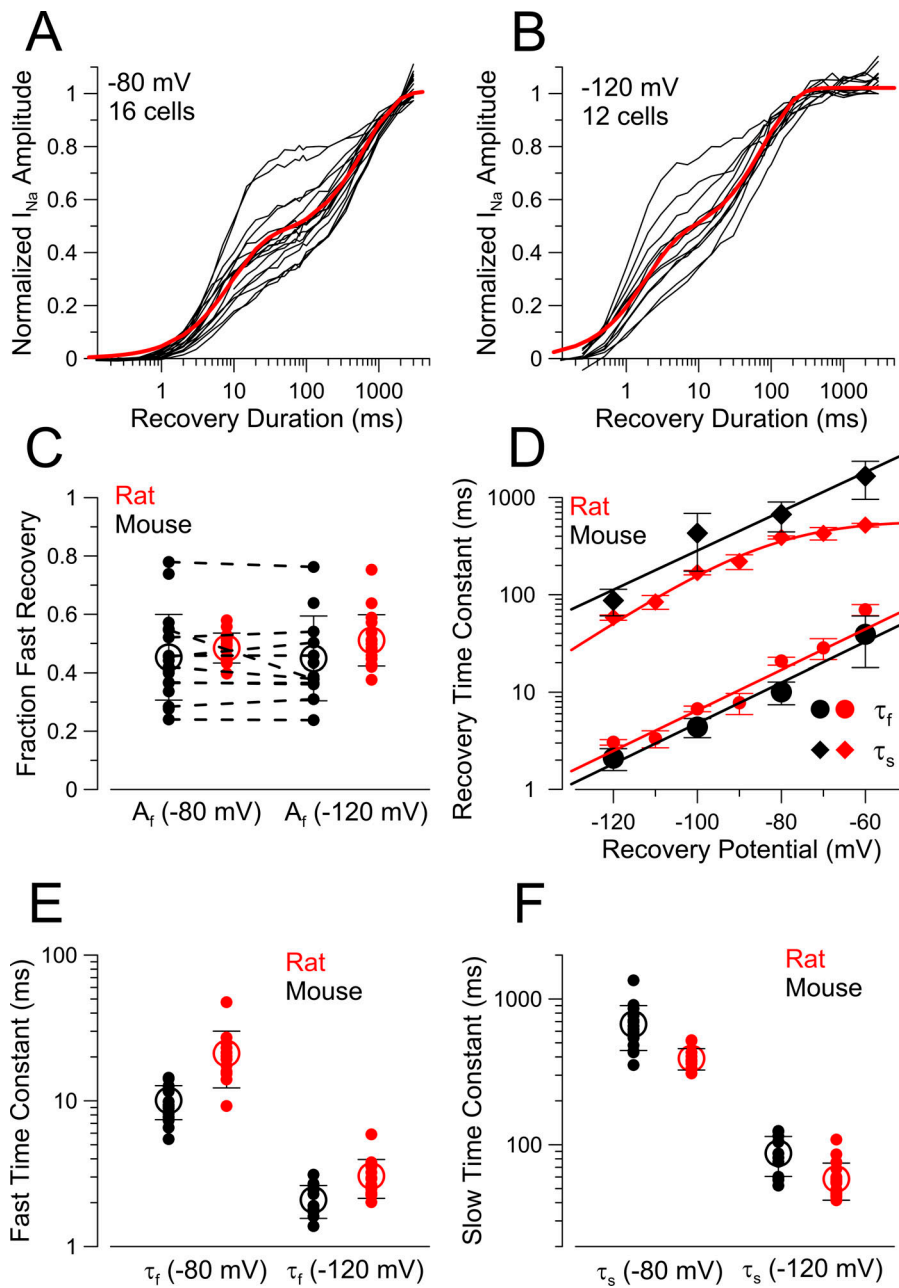 A
-80 mV
16 cells
Normalized I_Na Amplitude
1
0.8
0.6
0.4
0.2
0
1 10 100 1000
Recovery Duration (ms)
B
-120 mV
12 cells
Normalized I_Na Amplitude
1
0.8
0.6
0.4
0.2
0
1 10 100 1000
Recovery Duration (ms)
C
Rat
Mouse
Fraction Fast Recovery
1
0.8
0.6
0.4
0.2
0
A_f (-80 mV) A_f (-120 mV)
D
Rat
Mouse
Recovery Time Constant (ms)
1000
100
10
1
τ_f
τ_s
-120 -100 -80 -60
Recovery Potential (mV)
E
Rat
Mouse
Fast Time Constant (ms)
100
10
1
τ_f (-80 mV) τ_f (-120 mV)
F
Rat
Mouse
Slow Time Constant (ms)
1000
100
τ_s (-80 mV) τ_s (-120 mV)